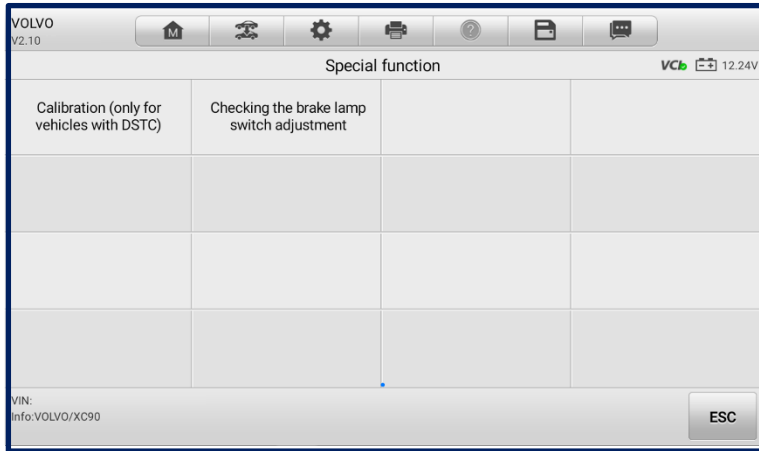 VOLVO
V2.10
M
Special function
VCI 12.24V
Calibration (only for
vehicles with DSTC)
Checking the brake lamp
switch adjustment
VIN:
Info:VOLVO/XC90
ESC